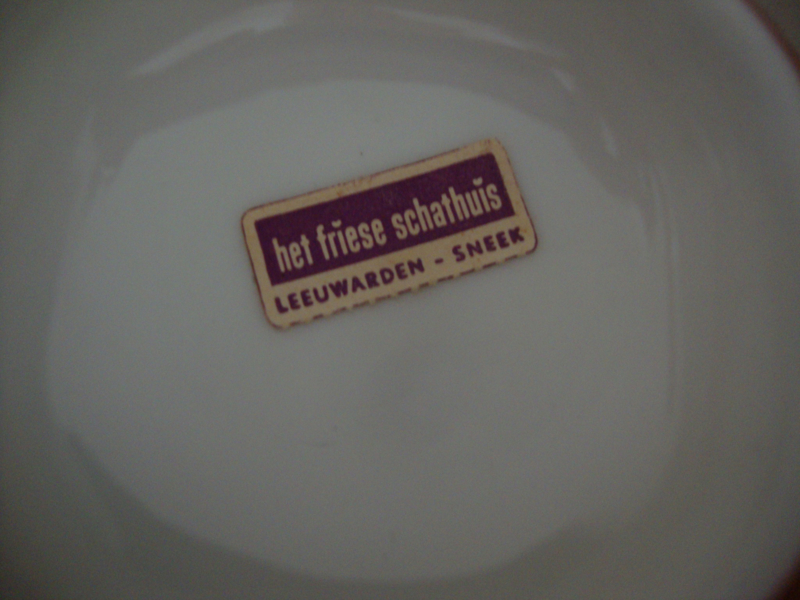 het friese schathuis
LEEUWARDEN - SNEEK